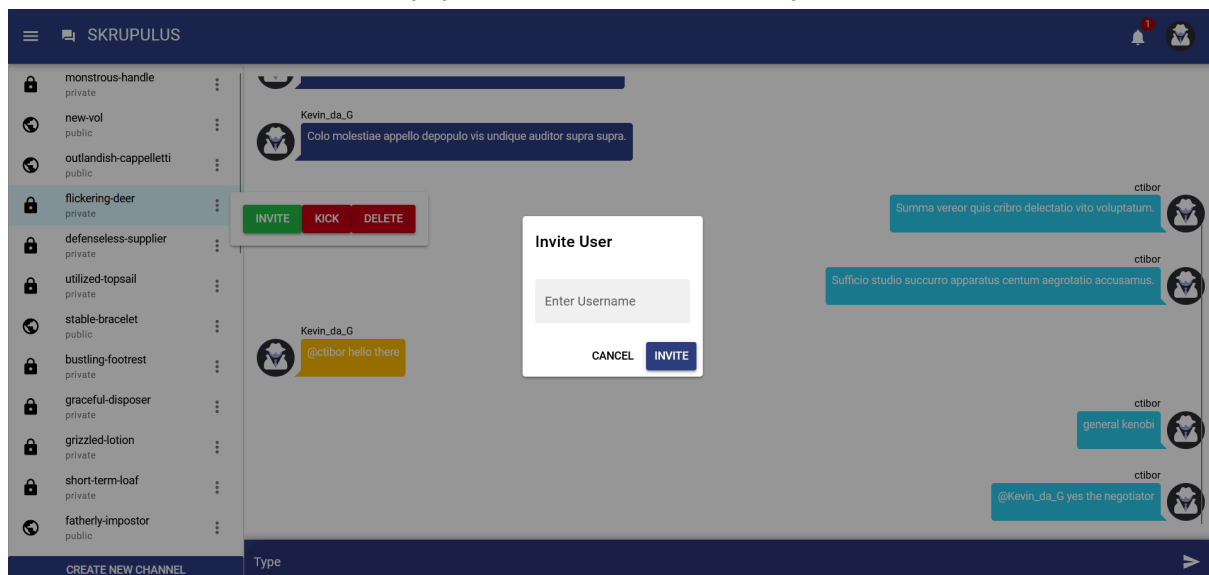 SKRUPULUS
1
monstrous-handle
private
new-vol
public
outlandish-cappelletti
public
flickering-deer
private
defenseless-supplier
private
utilized-topsail
private
stable-bracelet
public
bustling-footrest
private
graceful-disposer
private
grizzled-lotion
private
short-term-loaf
private
fatherly-impostor
public
CREATE NEW CHANNEL
INVITE KICK DELETE
Kevin_da_G
Colo molestiae appello depopulo vis undique auditor supra supra.
ctibor
Summa vereor quis cribro delectatio vito voluptatum.
ctibor
Sufficio studio succurro apparatus centum aegrotatio accusamus.
Kevin_da_G
@ctibor hello there
ctibor
general kenobi
ctibor
@Kevin_da_G yes the negotiator
Invite User
Enter Username
CANCEL INVITE
Type